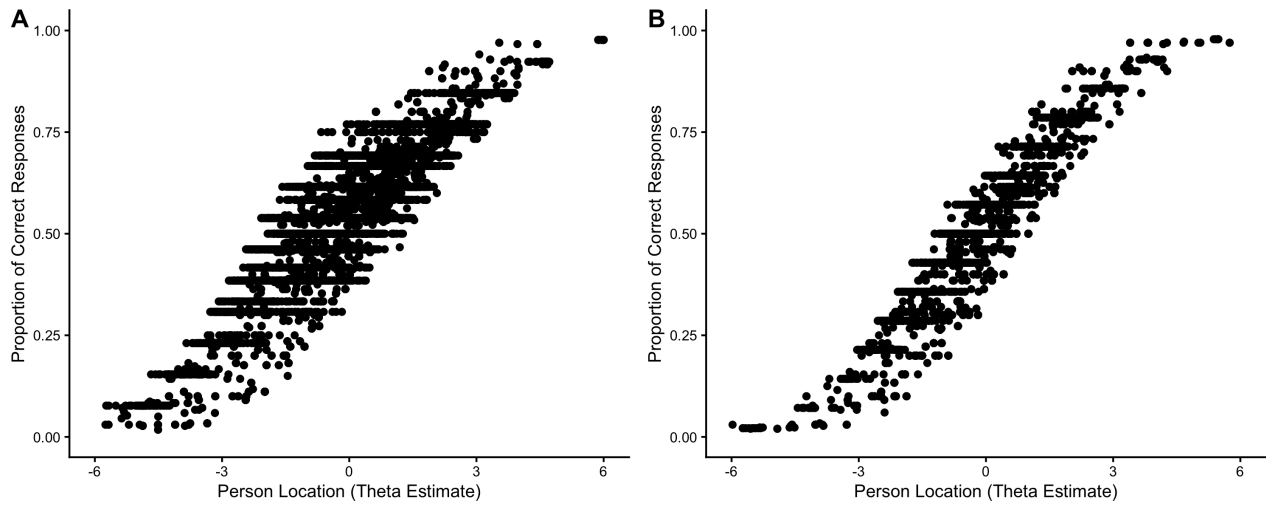 A
Proportion of Correct Responses
1.00
0.75
0.50
0.25
0.00
-6 -3 0 3 6
Person Location (Theta Estimate)
B
Proportion of Correct Responses
1.00
0.75
0.50
0.25
0.00
-6 -3 0 3 6
Person Location (Theta Estimate)